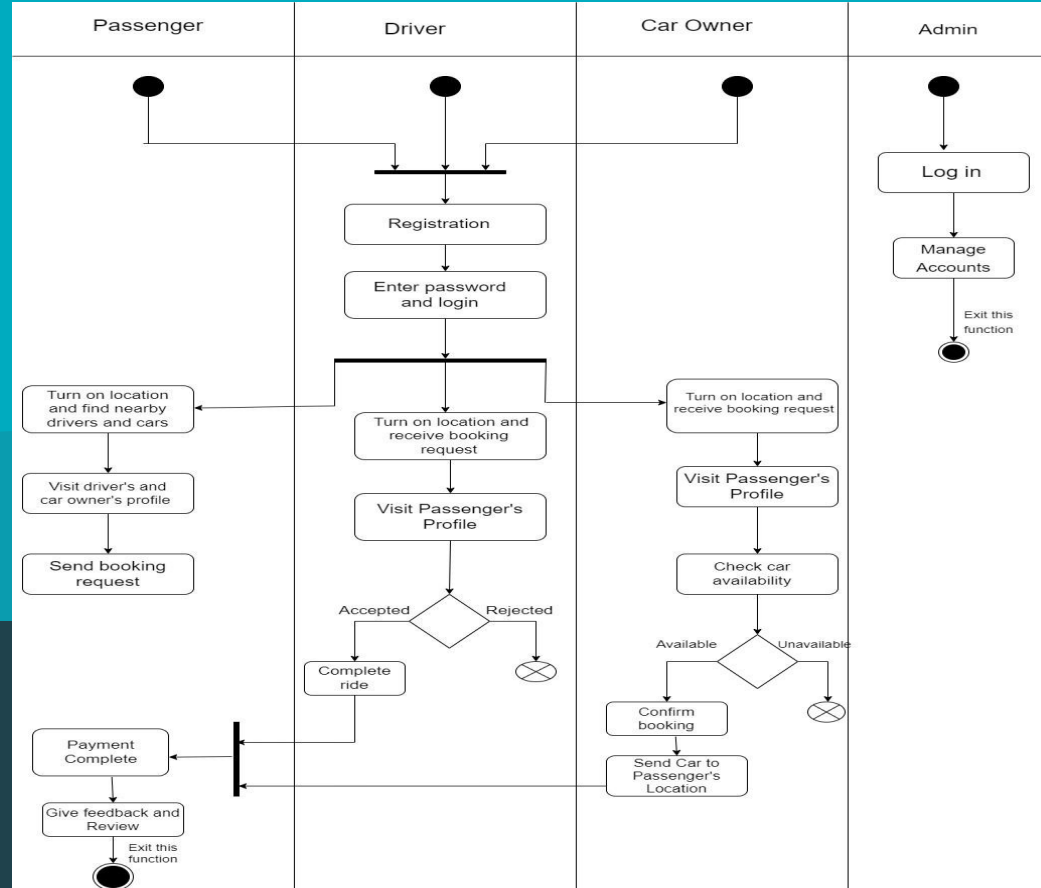 Passenger
Driver
Car Owner
Admin
Log in
Registration
Manage
Accounts
Enter password
and login
Exit this
function
Turn on location
and find nearby
drivers and cars
Turn on location and
receive booking
request
Turn on location and
receive booking request
Visit driver's and
car owner's profile
Visit Passenger's
Profile
Visit Passenger's
Profile
Send booking
request
Check car
availability
Accepted
Rejected
Available
Unavailable
Complete
ride
Confirm
booking
Payment
Complete
Send Car to
Passenger's
Location
Give feedback and
Review
Exit this
function